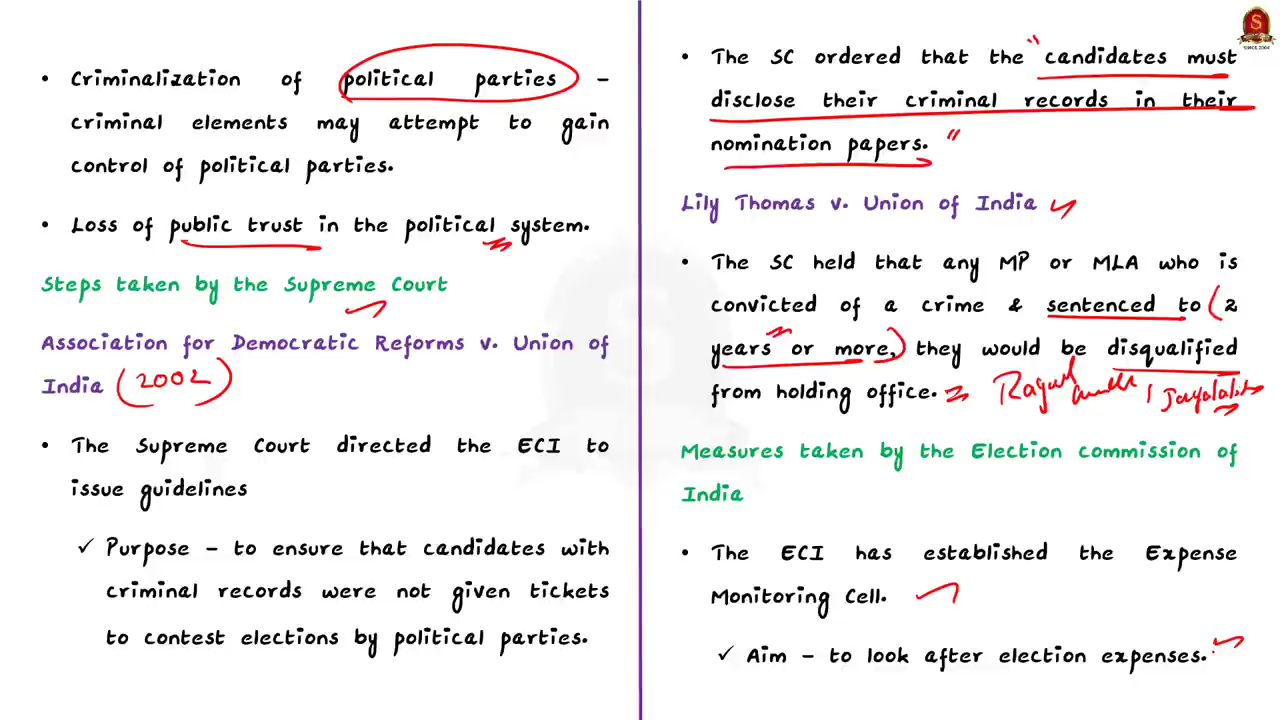 • Criminalization of political parties –
criminal elements may attempt to gain
control of political parties.
• Loss of public trust in the political system.
Steps taken by the Supreme Court
Association for Democratic Reforms v. Union of
India (2002)
• The Supreme Court directed the ECI to
issue guidelines
✓ Purpose – to ensure that candidates with
criminal records were not given tickets
to contest elections by political parties.
• The SC ordered that the "candidates must
disclose their criminal records in their
nomination papers."
Lily Thomas v. Union of India
• The SC held that any MP or MLA who is
convicted of a crime & sentenced to (2
years or more,) they would be disqualified
from holding office.
Measures taken by the Election commission of
India
• The ECI has established the Expense
Monitoring Cell.
✓ Aim – to look after election expenses.
S